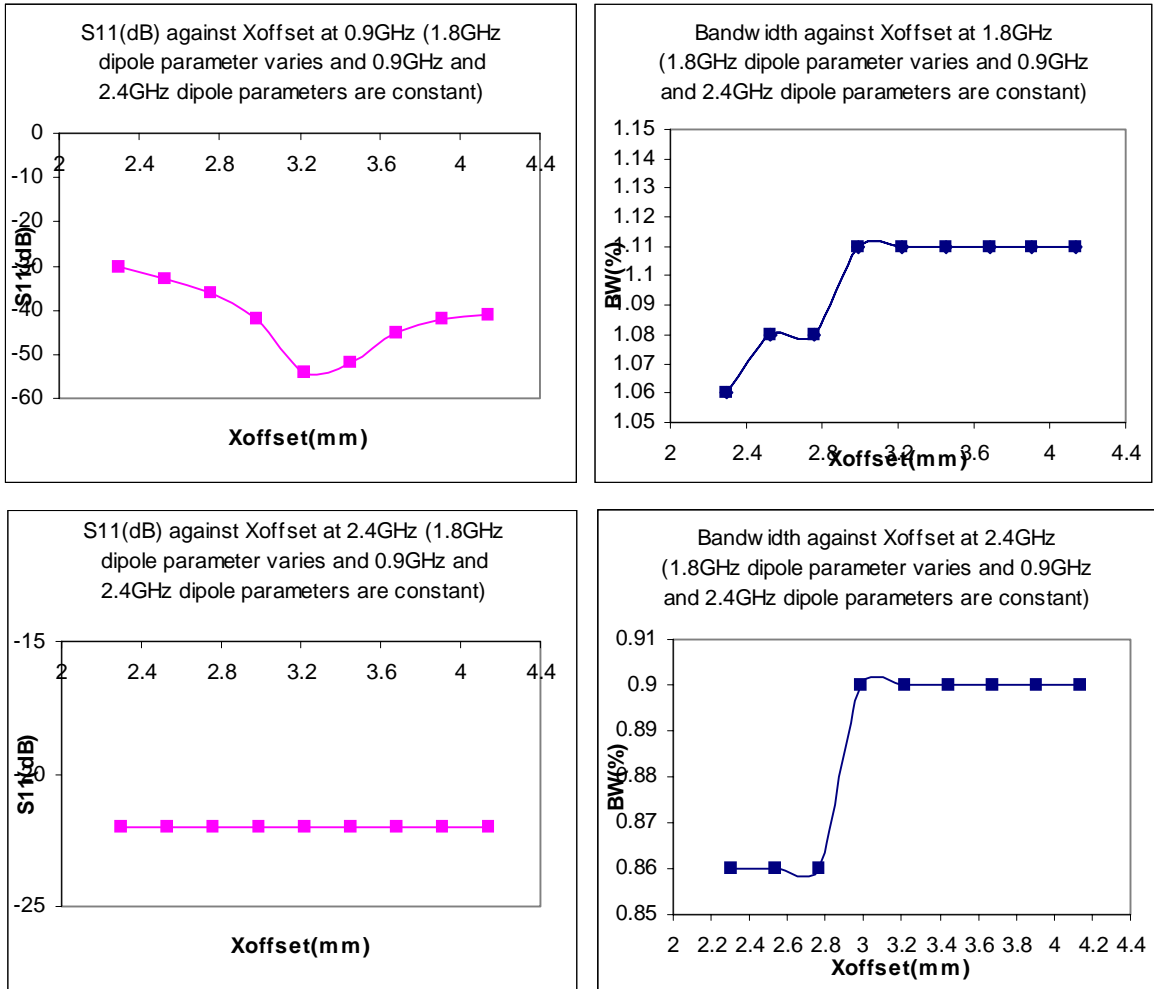 S11(dB) against Xoffset at 0.9GHz (1.8GHz
dipole parameter varies and 0.9GHz and
2.4GHz dipole parameters are constant)
0
-10
-20
-30
-40
-50
-60
2 2.4 2.8 3.2 3.6 4 4.4
S11(dB)
Xoffset(mm)
Bandwidth against Xoffset at 1.8GHz
(1.8GHz dipole parameter varies and 0.9GHz
and 2.4GHz dipole parameters are constant)
1.15
1.14
1.13
1.12
1.11
1.1
1.09
1.08
1.07
1.06
1.05
2 2.4 2.8 3.2 3.6 4 4.4
BW(%)
Xoffset(mm)
S11(dB) against Xoffset at 2.4GHz (1.8GHz
dipole parameter varies and 0.9GHz and
2.4GHz dipole parameters are constant)
-15
-20
-25
2 2.4 2.8 3.2 3.6 4 4.4
S11(dB)
Xoffset(mm)
Bandwidth against Xoffset at 2.4GHz
(1.8GHz dipole parameter varies and 0.9GHz
and 2.4GHz dipole parameters are constant)
0.91
0.9
0.89
0.88
0.87
0.86
0.85
2 2.2 2.4 2.6 2.8 3 3.2 3.4 3.6 3.8 4 4.2 4.4
BW(%)
Xoffset(mm)